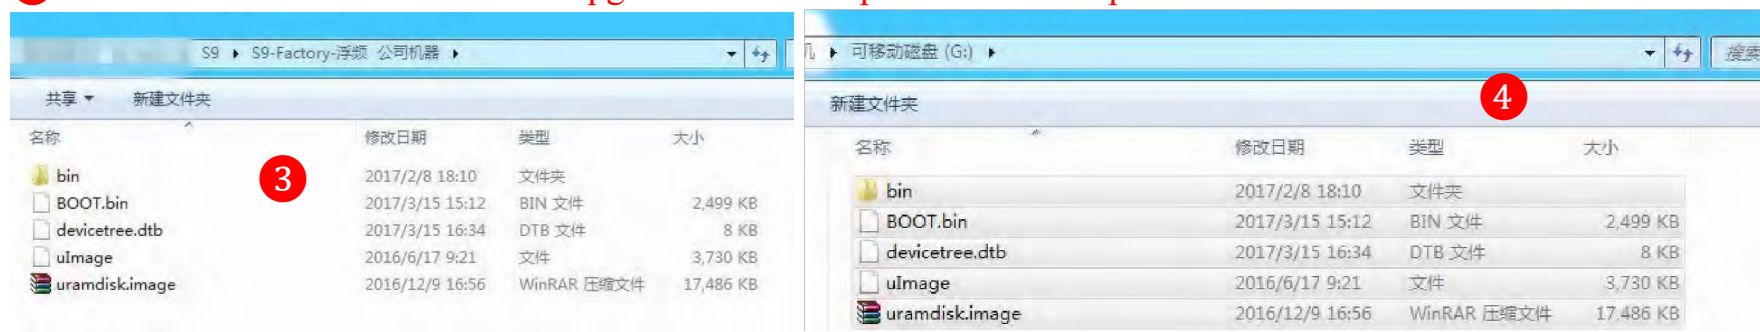 S9 S9-Factory-浮频 公司机器
共享 新建文件夹
名称 修改日期 类型 大小
3
bin 2017/2/8 18:10 文件夹
BOOT.bin 2017/3/15 15:12 BIN 文件 2,499 KB
devicetree.dtb 2017/3/15 16:34 DTB 文件 8 KB
uImage 2016/6/17 9:21 文件 3,730 KB
uramdisk.image 2016/12/9 16:56 WinRAR 压缩文件 17,486 KB
可移动磁盘 (G:) 搜索
4
新建文件夹
名称 修改日期 类型 大小
bin 2017/2/8 18:10 文件夹
BOOT.bin 2017/3/15 15:12 BIN 文件 2,499 KB
devicetree.dtb 2017/3/15 16:34 DTB 文件 8 KB
uImage 2016/6/17 9:21 文件 3,730 KB
uramdisk.image 2016/12/9 16:56 WinRAR 压缩文件 17,486 KB